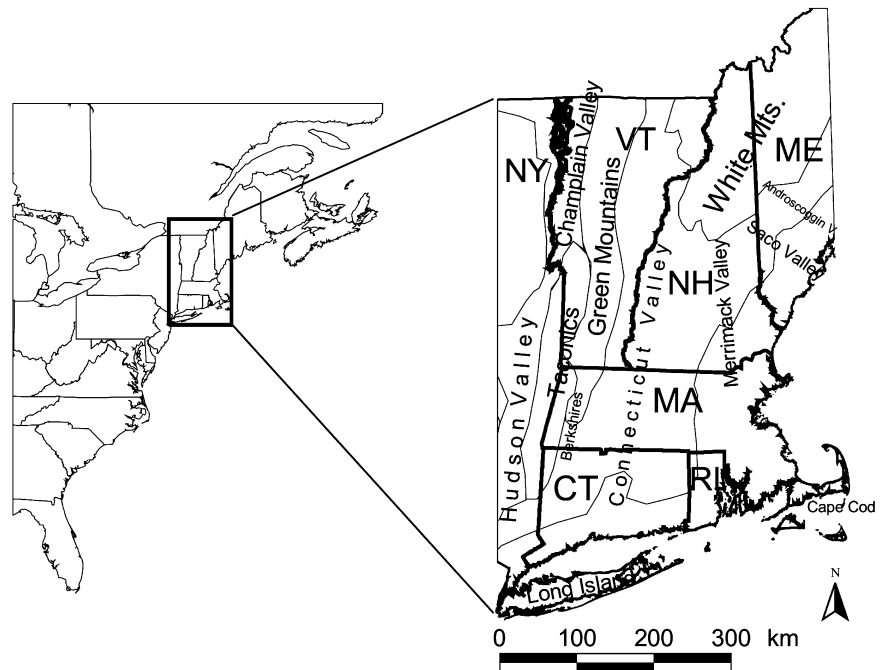 Champlain Valley
VT
White Mts.
ME
NY
Green Mountains
Androscoggin V.
Saco Valley
NH
Merrimack Valley
Connecticut Valley
Taconics
Hudson Valley
Berkshires
MA
CT
RI
Cape Cod
Long Island
N
0 100 200 300 km